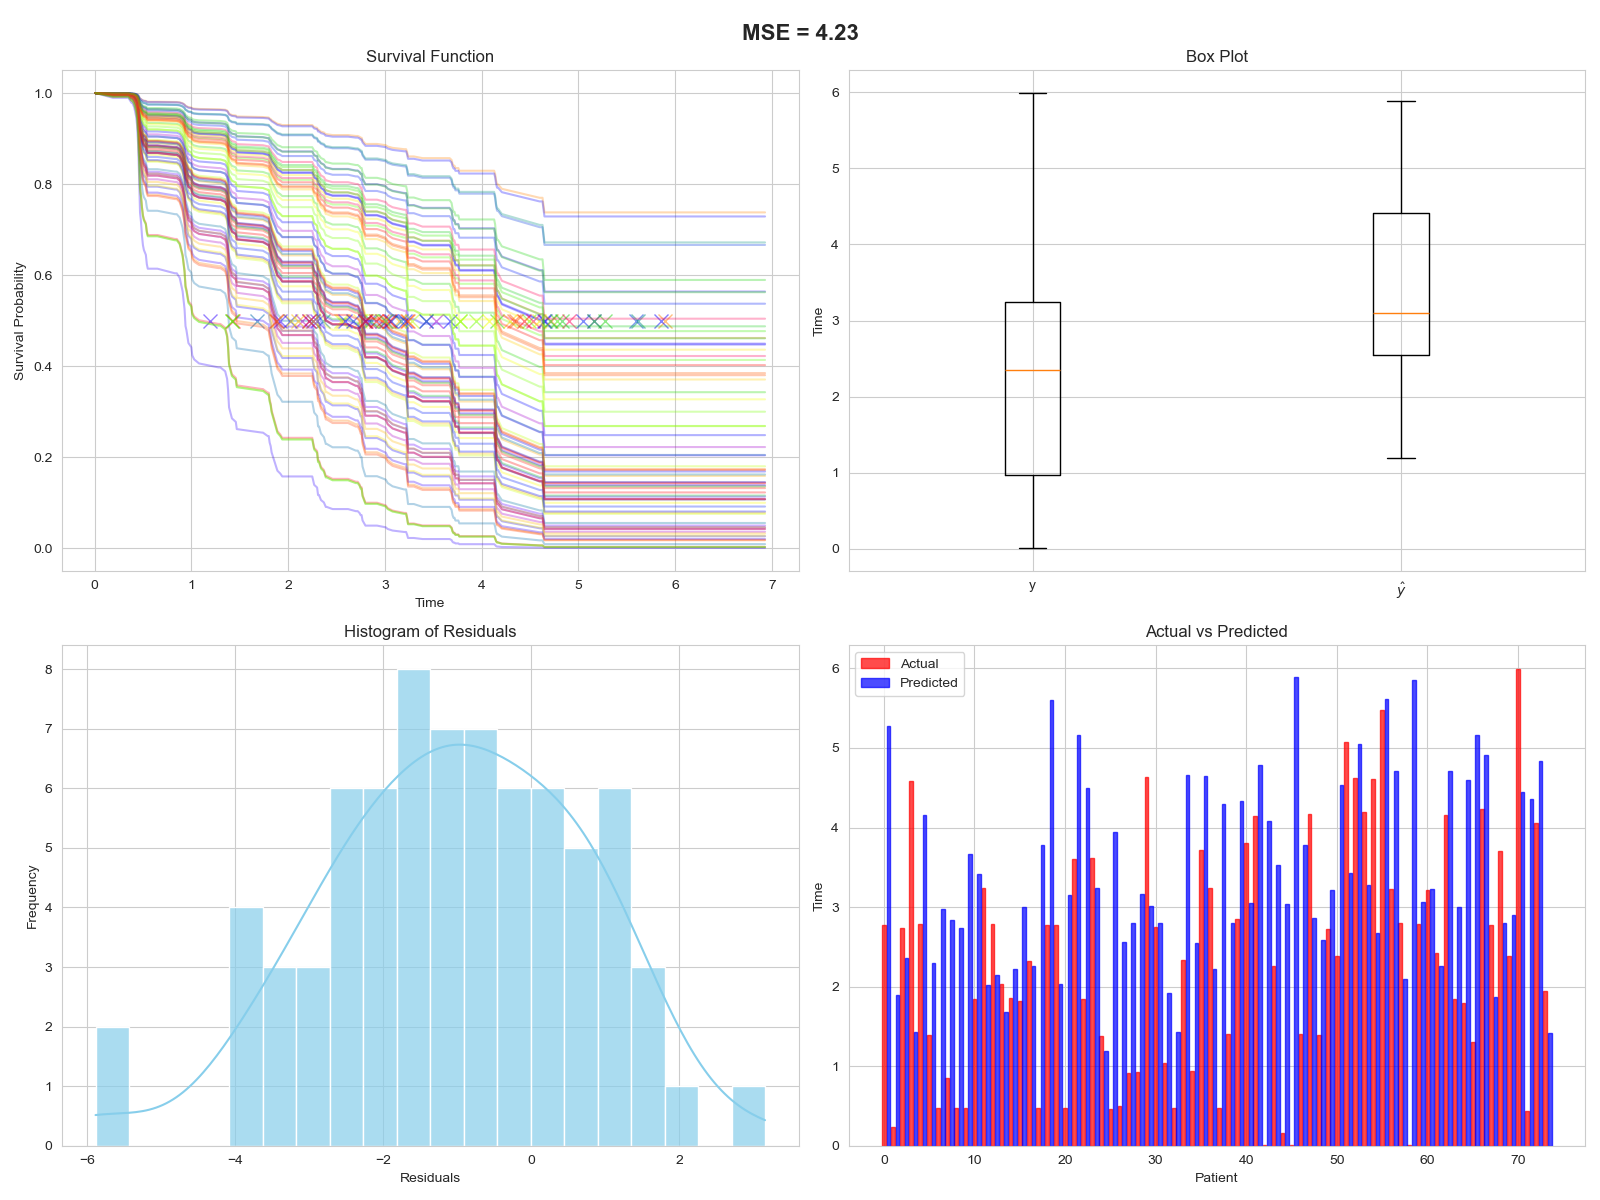 MSE = 4.23
Survival Function
Survival Probability
1.0
0.8
0.6
0.4
0.2
0.0
0 1 2 3 4 5 6 7
Time
Box Plot
Time
6
5
4
3
2
1
0
y ŷ
Histogram of Residuals
Frequency
8
7
6
5
4
3
2
1
0
−6 −4 −2 0 2
Residuals
Actual vs Predicted
Actual
Predicted
Time
6
5
4
3
2
1
0
0 10 20 30 40 50 60 70
Patient